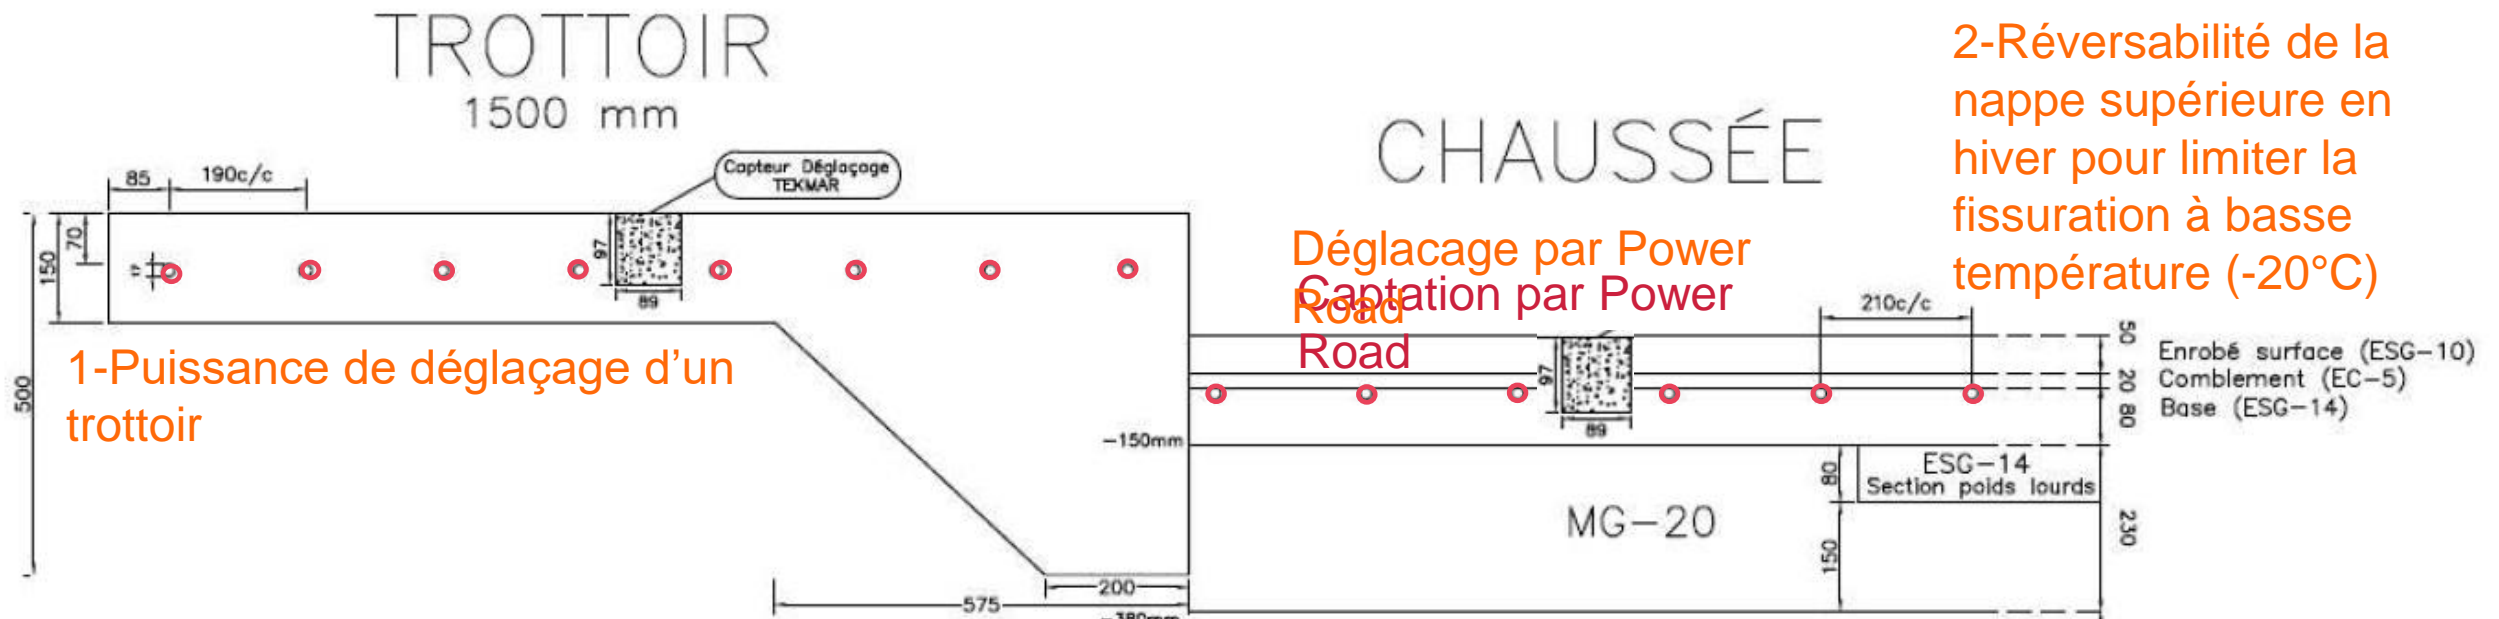 TROTTOIR
1500 mm
2-Réversabilité de la
nappe supérieure en
hiver pour limiter la
fissuration à basse
température (-20°C)
CHAUSSÉE
Capteur Déglaçage
TEKMAR
85
190c/c
70
150
17
97
89
500
1-Puissance de déglaçage d’un
trottoir
Déglacage par Power
Road
Captation par Power
Road
210c/c
97
89
50
20
80
Enrobé surface (ESG-10)
Comblement (EC-5)
Base (ESG-14)
-150mm
80
ESG-14
Section poids lourds
MG-20
150
230
200
575
-380mm